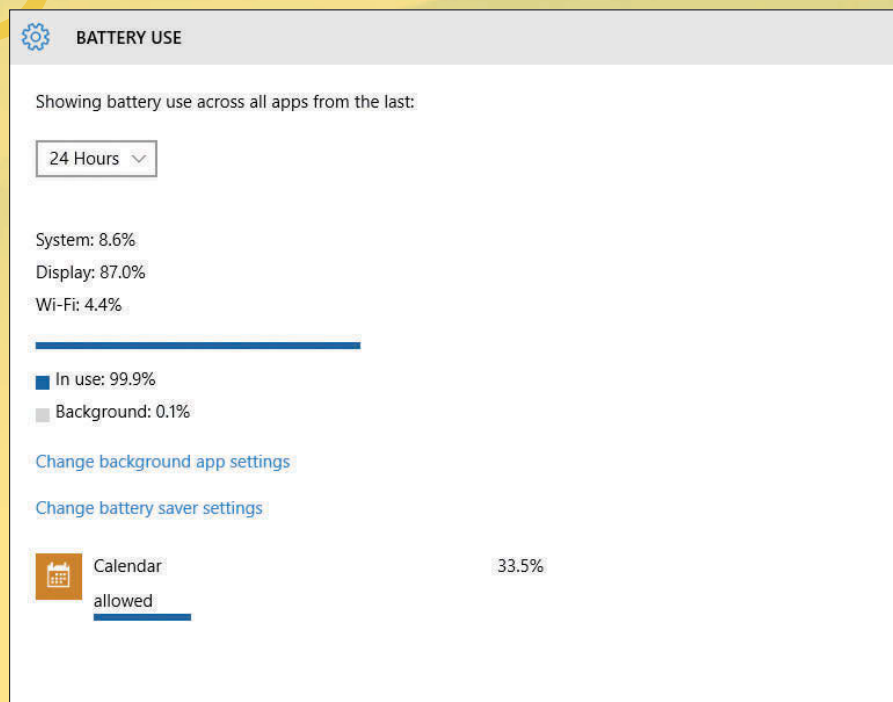 BATTERY USE
Showing battery use across all apps from the last:
24 Hours
System: 8.6%
Display: 87.0%
Wi-Fi: 4.4%
In use: 99.9%
Background: 0.1%
Change background app settings
Change battery saver settings
Calendar 33.5%
allowed